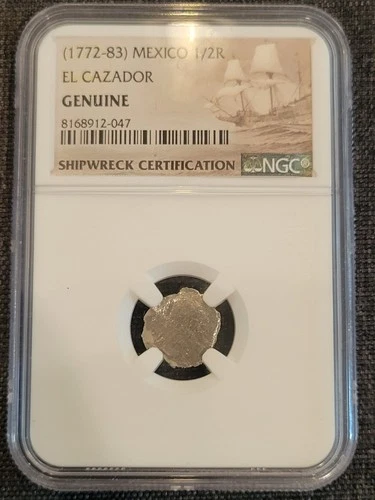 (1772-83) MEXICO 1/2R
EL CAZADOR
GENUINE
8168912-047
SHIPWRECK CERTIFICATION NGC